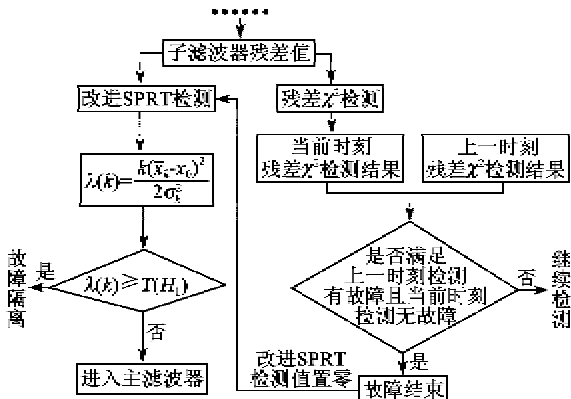 ……
子滤波器残差值
改进SPRT检测
残差χ²检测
当前时刻
残差χ²检测结果
上一时刻
残差χ²检测结果
λ(k)=k(x̄ₖ-x₀)²/2σₖ²
λ(k)≥T(H₁)
是
故障隔离
否
进入主滤波器
是否满足
上一时刻检测
有故障且当前时刻
检测无故障
否
继续检测
是
故障结束
改进SPRT
检测值置零